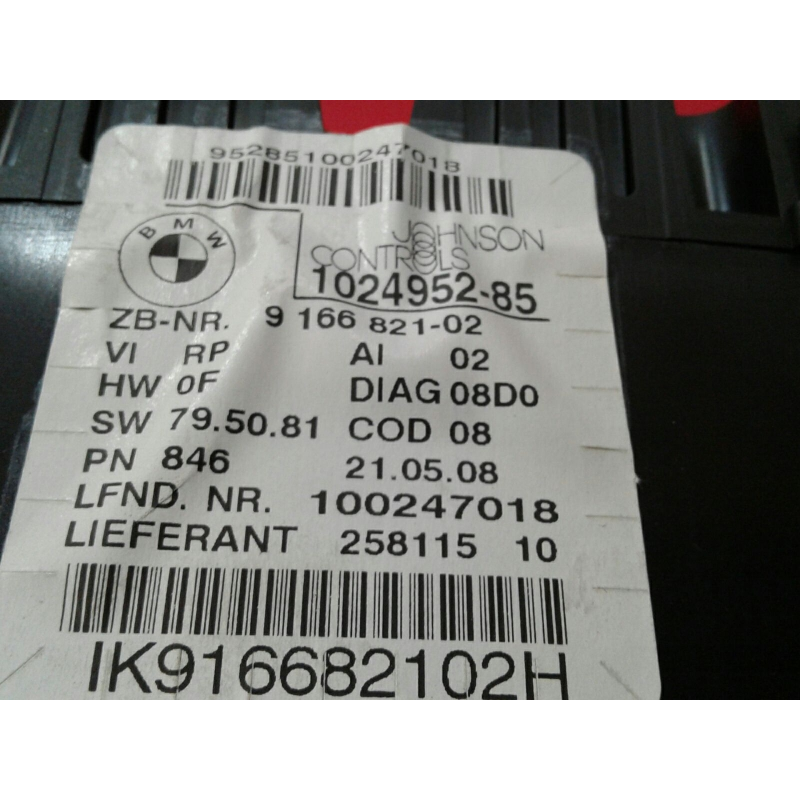 95285100247018
BMW
JOHNSON
CONTROLS
1024952-85
ZB-NR. 9 166 821-02
VI RP AI 02
HW 0F DIAG 08D0
SW 79.50.81 COD 08
PN 846 21.05.08
LFND. NR. 100247018
LIEFERANT 258115 10
IK916682102H